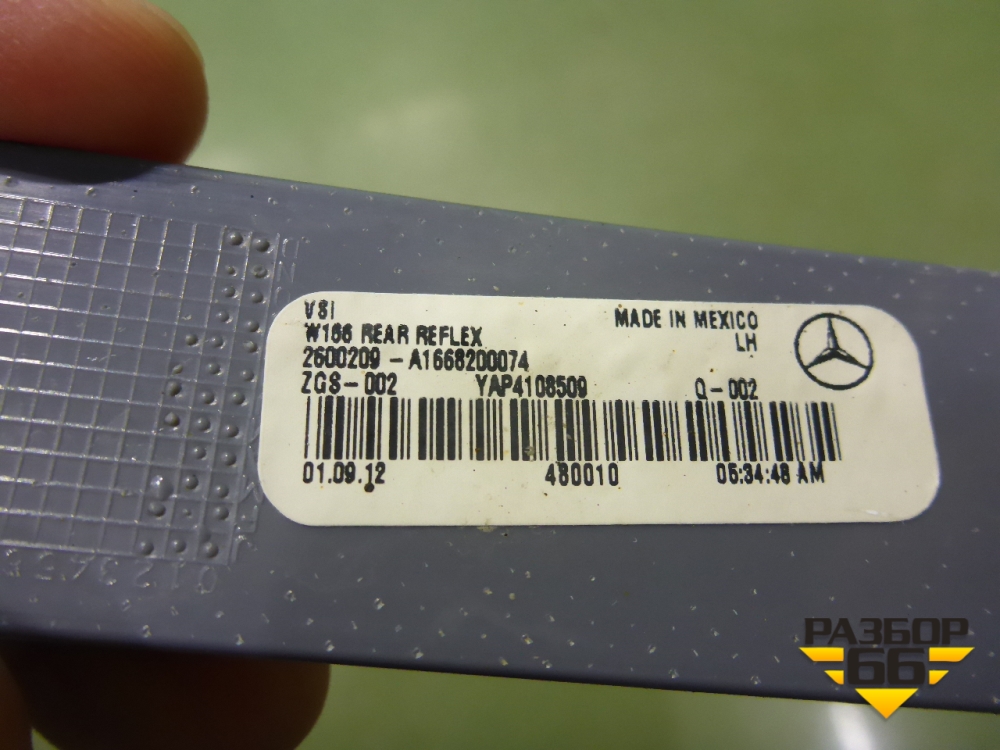 VSI
W166 REAR REFLEX
MADE IN MEXICO
LH
2600209 - A1668200074
ZGS - 002 YAP4108509 Q - 002
01.09.12 480010 05:34:48 AM
РАЗБОР
66